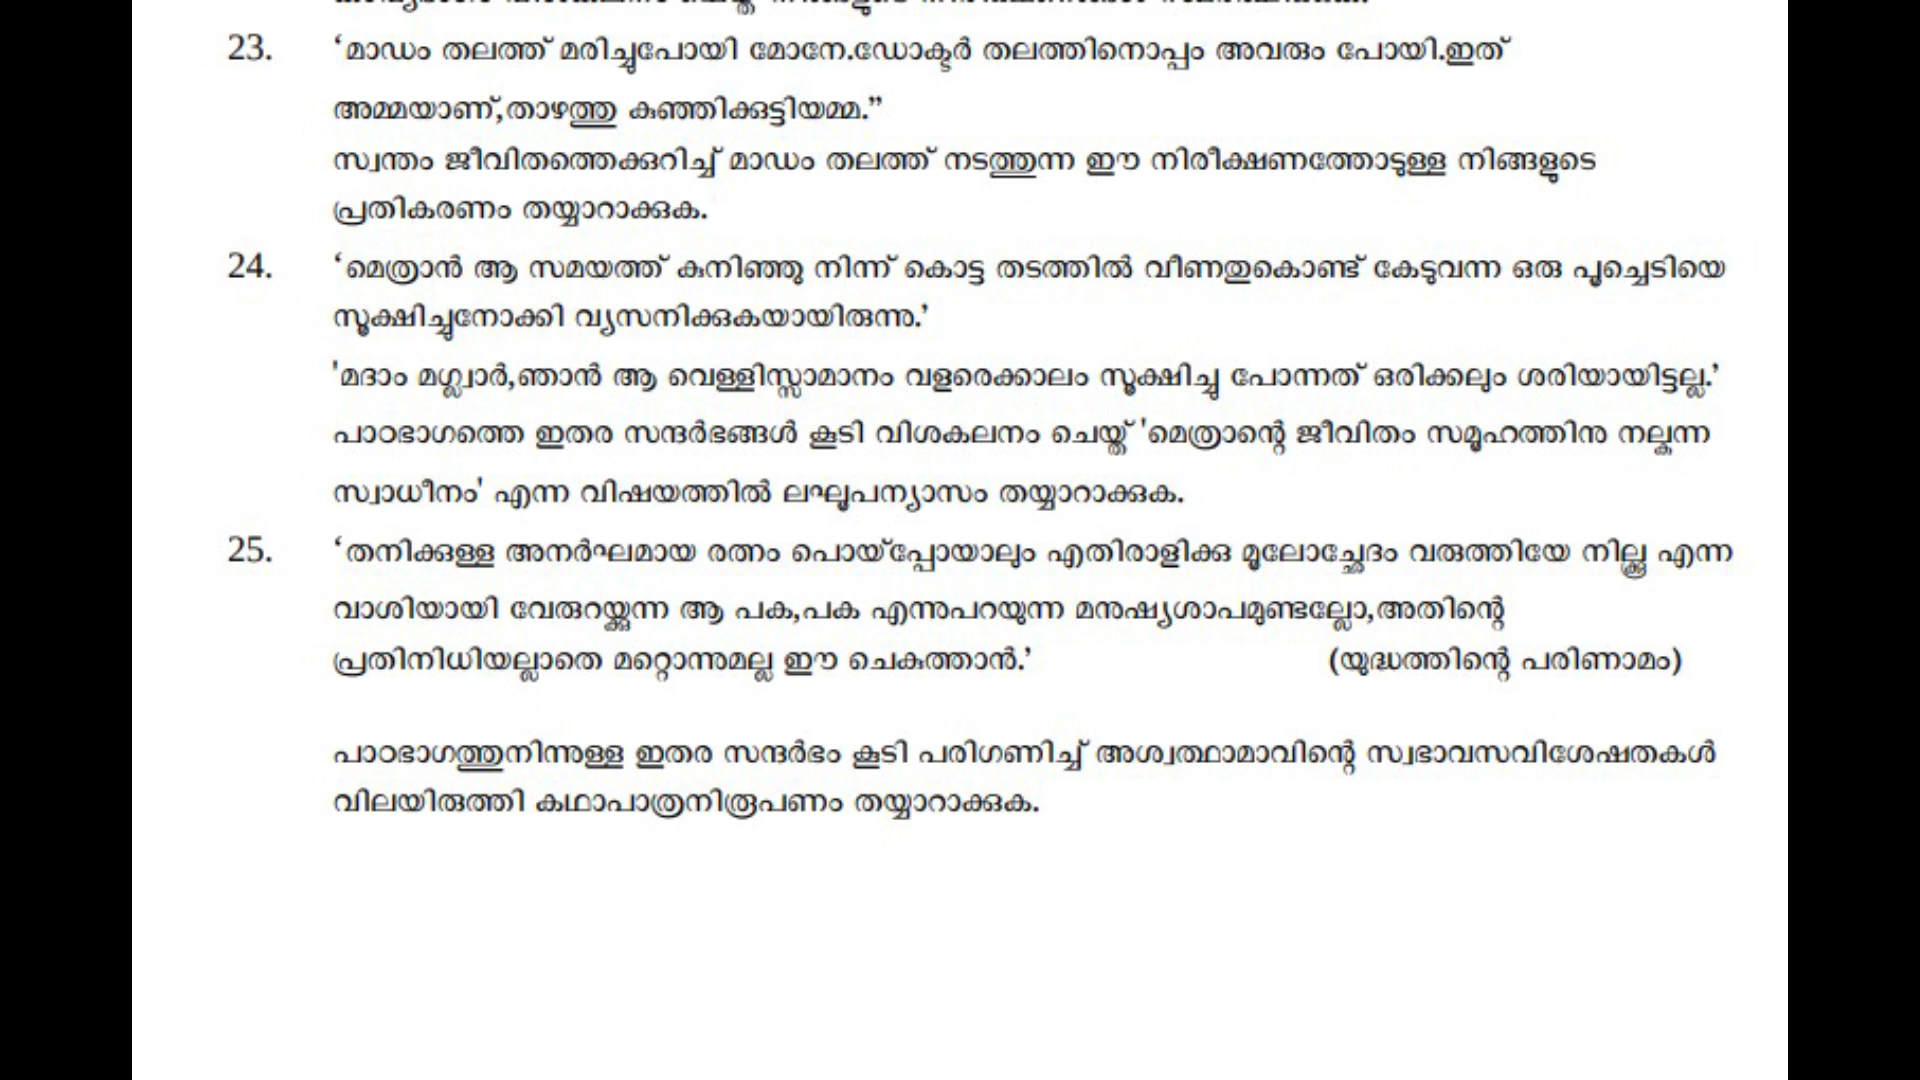 23. ‘മാഡം തലത്ത് മരിച്ചുപോയി മോനേ.ഡോക്ടർ തലത്തിനൊപ്പം അവരും പോയി.ഇത്
അമ്മയാണ്,താഴത്തു കുഞ്ഞിക്കുട്ടിയമ്മ.”
സ്വന്തം ജീവിതത്തെക്കുറിച്ച് മാഡം തലത്ത് നടത്തുന്ന ഈ നിരീക്ഷണത്തോടുള്ള നിങ്ങളുടെ
പ്രതികരണം തയ്യാറാക്കുക.
24. ‘മെത്രാൻ ആ സമയത്ത് കുനിഞ്ഞു നിന്ന് കൊട്ട തടത്തിൽ വീണതുകൊണ്ട് കേടുവന്ന ഒരു പൂച്ചെടിയെ
സൂക്ഷിച്ചുനോക്കി വ്യസനിക്കുകയായിരുന്നു.’
'മദാം മഗ്ല്വാർ,ഞാൻ ആ വെള്ളിസ്സാമാനം വളരെക്കാലം സൂക്ഷിച്ചു പോന്നത് ഒരിക്കലും ശരിയായിട്ടല്ല.’
പാഠഭാഗത്തെ ഇതര സന്ദർഭങ്ങൾ കൂടി വിശകലനം ചെയ്ത് 'മെത്രാന്റെ ജീവിതം സമൂഹത്തിനു നല്കുന്ന
സ്വാധീനം' എന്ന വിഷയത്തിൽ ലഘൂപന്യാസം തയ്യാറാക്കുക.
25. ‘തനിക്കുള്ള അനർഘമായ രത്നം പൊയ്പ്പോയാലും എതിരാളിക്കു മൂലോച്ഛേദം വരുത്തിയേ നില്ക്കൂ എന്ന
വാശിയായി വേരുറയ്ക്കുന്ന ആ പക,പക എന്നുപറയുന്ന മനുഷ്യശാപമുണ്ടല്ലോ,അതിന്റെ
പ്രതിനിധിയല്ലാതെ മറ്റൊന്നുമല്ല ഈ ചെകുത്താൻ.’ (യുദ്ധത്തിന്റെ പരിണാമം)
പാഠഭാഗത്തുനിന്നുള്ള ഇതര സന്ദർഭം കൂടി പരിഗണിച്ച് അശ്വത്ഥാമാവിന്റെ സ്വഭാവസവിശേഷതകൾ
വിലയിരുത്തി കഥാപാത്രനിരൂപണം തയ്യാറാക്കുക.